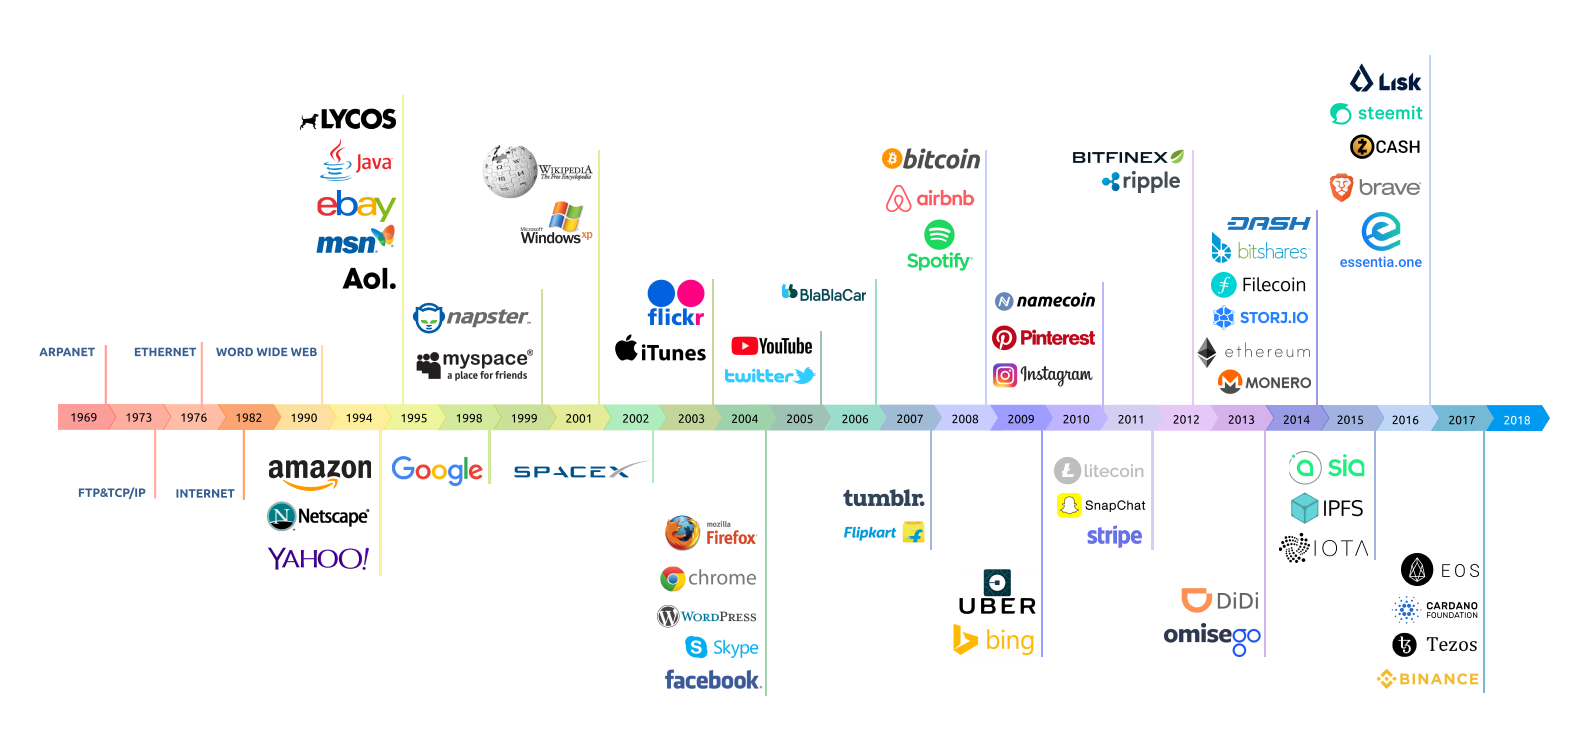 LYCOS
Java
ebay
msn
Aol.
napster
myspace®
a place for friends
WIKIPEDIA
The Free Encyclopedia
Microsoft
Windows xp
flickr
iTunes
YouTube
twitter
BlaBlaCar
bitcoin
airbnb
Spotify
namecoin
Pinterest
Instagram
BITFINEX
ripple
DASH
bitshares
Filecoin
STORJ.IO
ethereum
MONERO
Lisk
steemit
ZCASH
brave
essentia.one
ARPANET
ETHERNET
WORD WIDE WEB
1969 1973 1976 1982 1990 1994 1995 1998 1999 2001 2002 2003 2004 2005 2006 2007 2008 2009 2010 2011 2012 2013 2014 2015 2016 2017 2018
FTP&TCP/IP
INTERNET
amazon
N Netscape®
YAHOO!
Google
SPACEX
mozilla
Firefox
chrome
WORDPRESS
S Skype
facebook.
tumblr.
Flipkart
UBER
bing
litecoin
SnapChat
stripe
DiDi
omisego
sia
IPFS
IOTA
EOS
CARDANO
FOUNDATION
Tezos
BINANCE